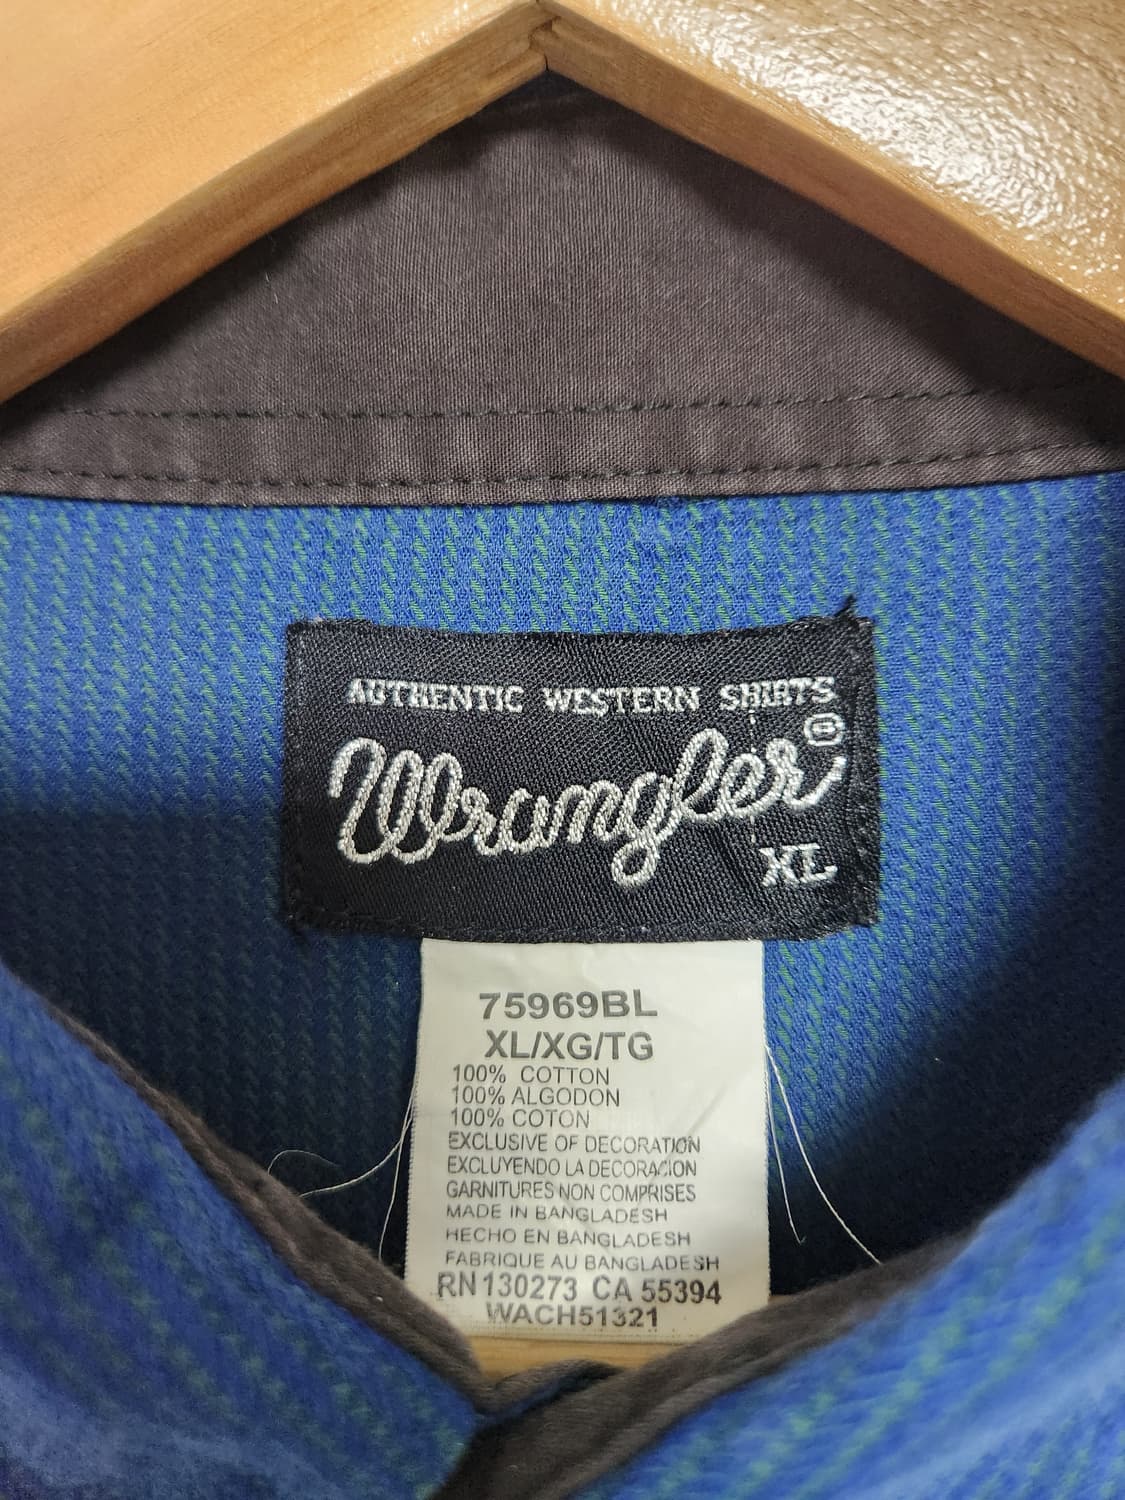 AUTHENTIC WESTERN SHIRTS
Wrangler®
XL
75969BL
XL/XG/TG
100% COTTON
100% ALGODON
100% COTON
EXCLUSIVE OF DECORATION
EXCLUYENDO LA DECORACION
GARNITURES NON COMPRISES
MADE IN BANGLADESH
HECHO EN BANGLADESH
FABRIQUE AU BANGLADESH
RN 130273 CA 55394
WACH51321